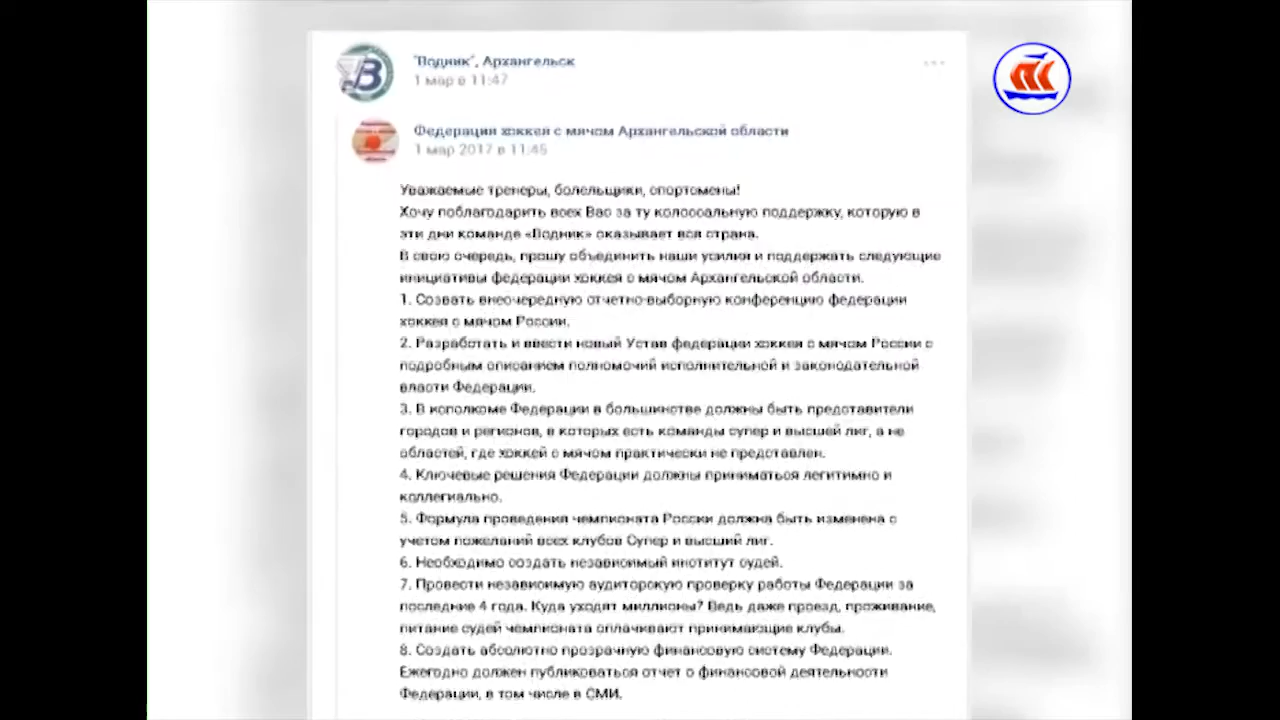 "Водник", Архангельск
1 мар в 11:47
Федерация хоккея с мячом Архангельской области
1 мар 2017 в 11:45
Уважаемые тренеры, болельщики, спортсмены!
Хочу поблагодарить всех Вас за ту колоссальную поддержку, которую в
эти дни команде «Водник» оказывает вся страна.
В свою очередь, прошу объединить наши усилия и поддержать следующие
инициативы федерации хоккея с мячом Архангельской области.
1. Созвать внеочередную отчетно-выборную конференцию федерации
хоккея с мячом России.
2. Разработать и ввести новый Устав федерации хоккея с мячом России с
подробным описанием полномочий исполнительной и законодательной
власти Федерации.
3. В исполкоме Федерации в большинстве должны быть представители
городов и регионов, в которых есть команды супер и высшей лиг, а не
областей, где хоккей с мячом практически не представлен.
4. Ключевые решения Федерации должны приниматься легитимно и
коллегиально.
5. Формула проведения чемпионата России должна быть изменена с
учетом пожеланий всех клубов Супер и высший лиг.
6. Необходимо создать независимый институт судей.
7. Провести независимую аудиторскую проверку работы Федерации за
последние 4 года. Куда уходят миллионы? Ведь даже проезд, проживание,
питание судей чемпионата оплачивают принимающие клубы.
8. Создать абсолютно прозрачную финансовую систему Федерации.
Ежегодно должен публиковаться отчет о финансовой деятельности
Федерации, в том числе в СМИ.